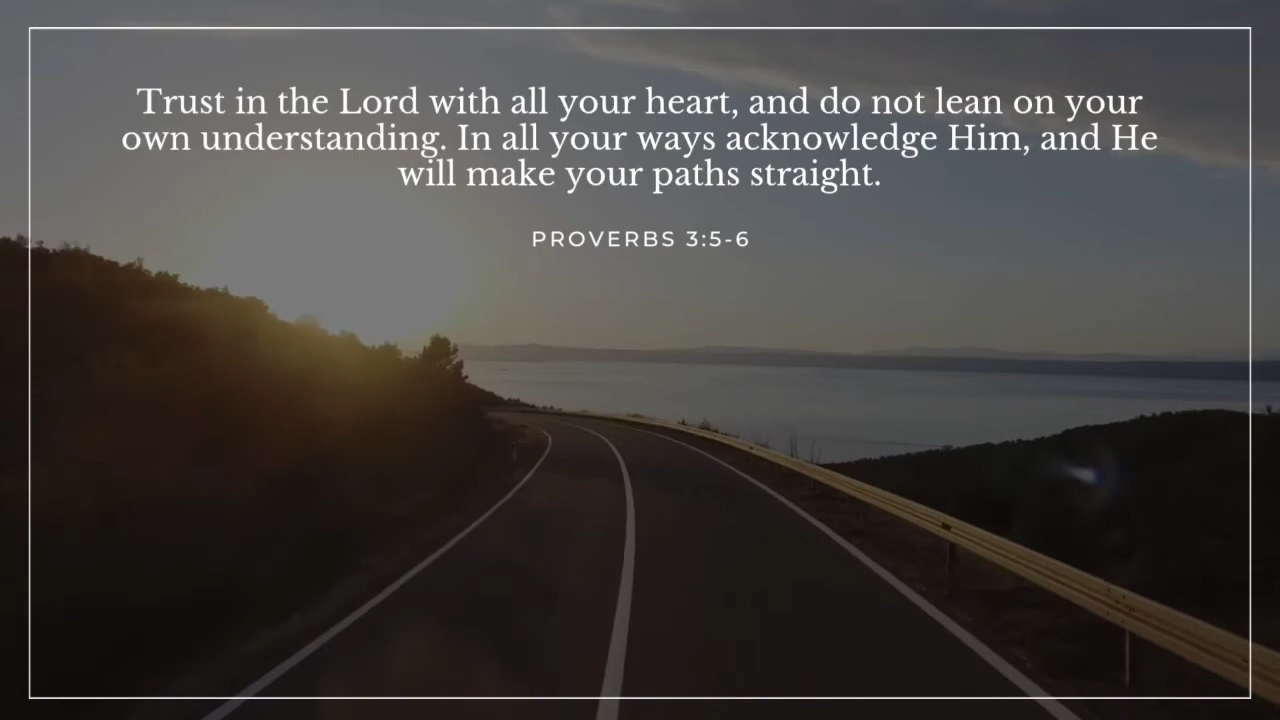 Trust in the Lord with all your heart, and do not lean on your
own understanding. In all your ways acknowledge Him, and He
will make your paths straight.
PROVERBS 3:5-6